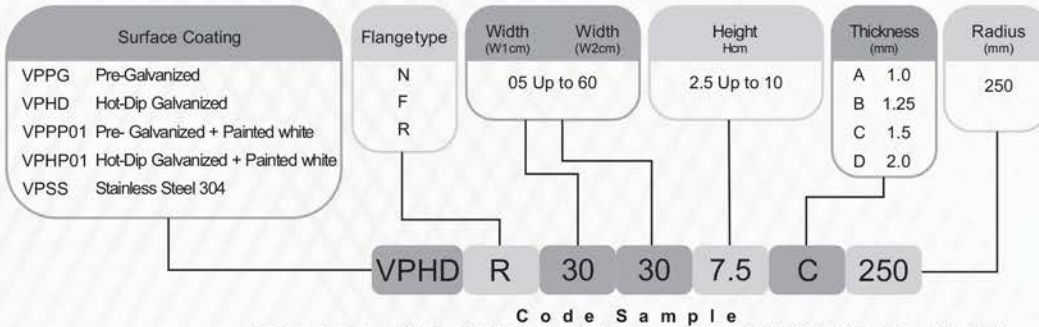 Surface Coating
VPPG Pre-Galvanized
VPHD Hot-Dip Galvanized
VPPP01 Pre- Galvanized + Painted white
VPHP01 Hot-Dip Galvanized + Painted white
VPSS Stainless Steel 304
Flangetype
N
F
R
Width Width
(W1cm) (W2cm)
05 Up to 60
Height
Hcm
2.5 Up to 10
Thickness
(mm)
A 1.0
B 1.25
C 1.5
D 2.0
Radius
(mm)
250
VPHD R 30 30 7.5 C 250
Code Sample